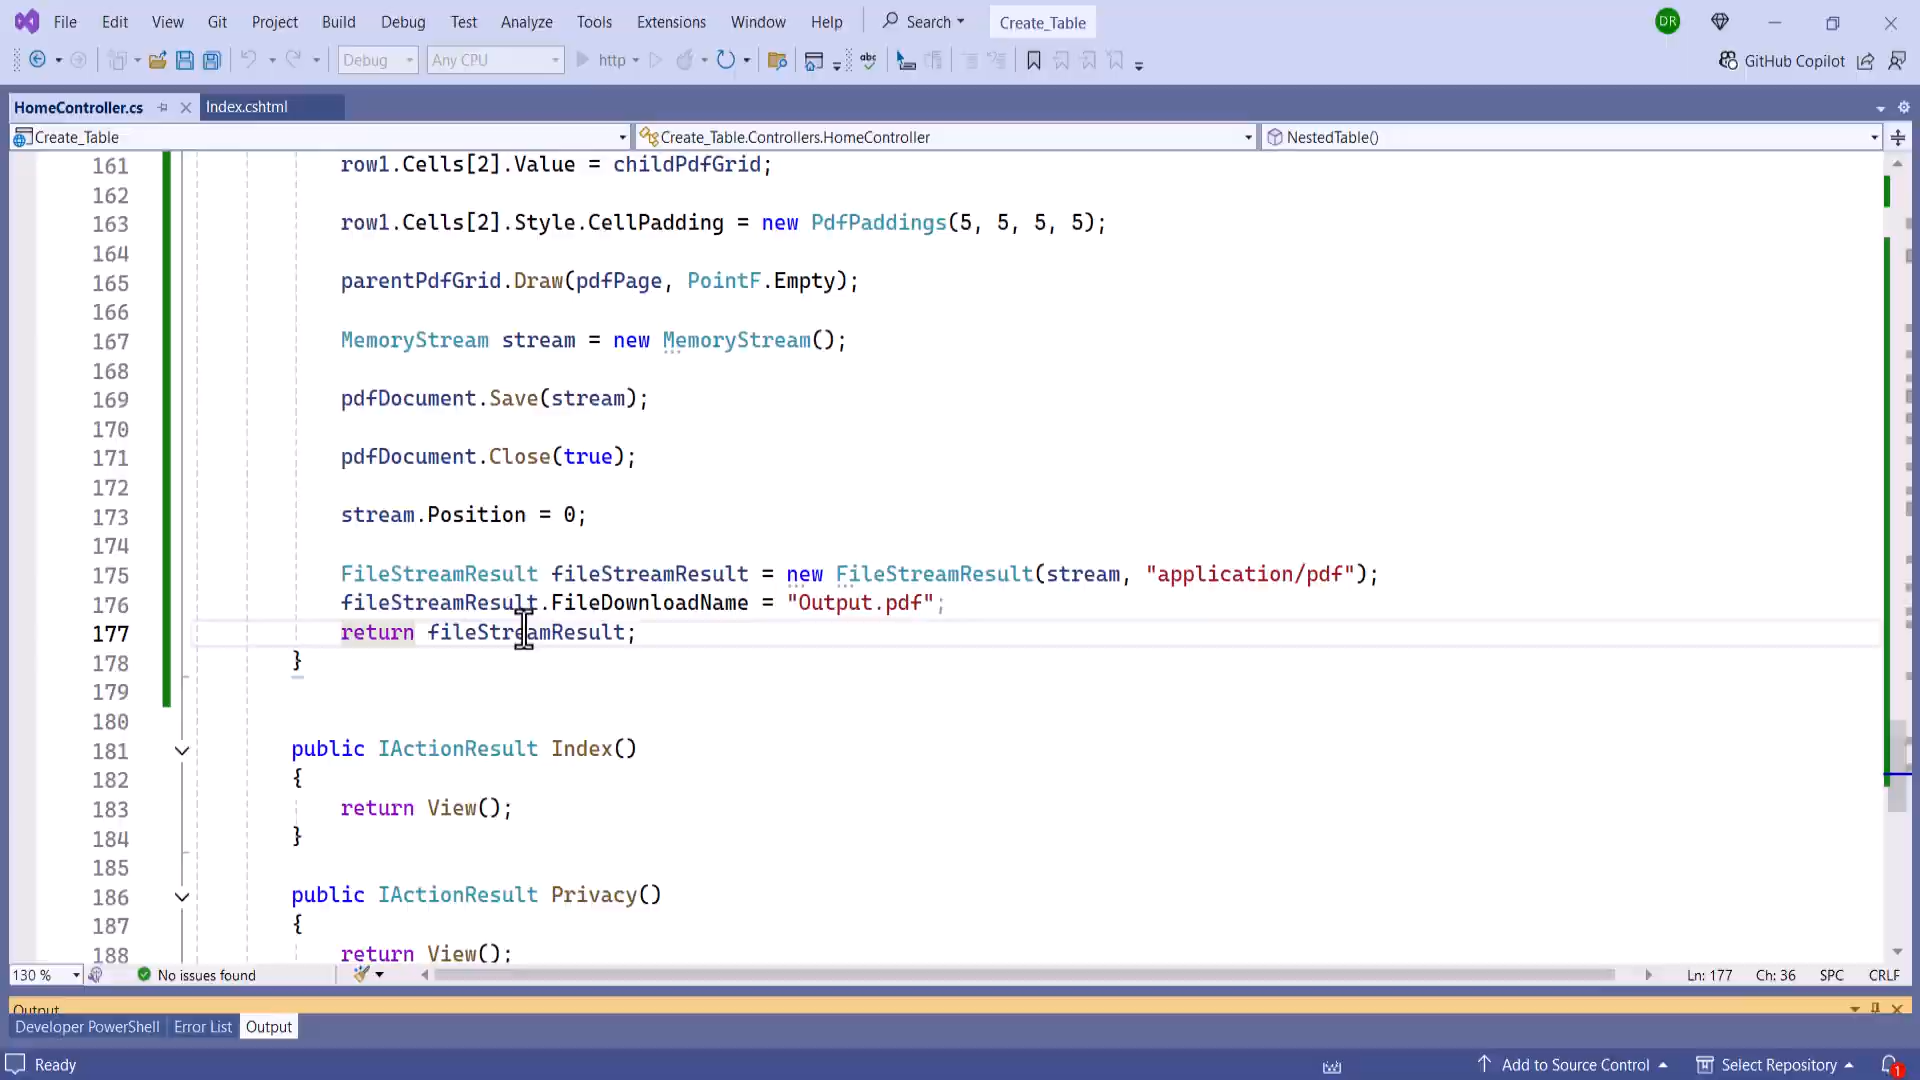 File Edit View Git Project Build Debug Test Analyze Tools Extensions Window Help Search Create_Table DR
Debug Any CPU http abc GitHub Copilot
HomeController.cs Index.cshtml
Create_Table Create_Table.Controllers.HomeController NestedTable()
161 row1.Cells[2].Value = childPdfGrid;
162
163 row1.Cells[2].Style.CellPadding = new PdfPaddings(5, 5, 5, 5);
164
165 parentPdfGrid.Draw(pdfPage, PointF.Empty);
166
167 MemoryStream stream = new MemoryStream();
168
169 pdfDocument.Save(stream);
170
171 pdfDocument.Close(true);
172
173 stream.Position = 0;
174
175 FileStreamResult fileStreamResult = new FileStreamResult(stream, "application/pdf");
176 fileStreamResult.FileDownloadName = "Output.pdf";
177 return fileStreamResult;
178 }
179
180
181 public IActionResult Index()
182 {
183 return View();
184 }
185
186 public IActionResult Privacy()
187 {
188 return View();
130 % No issues found Ln: 177 Ch: 36 SPC CRLF
Output
Developer PowerShell Error List Output
Ready Add to Source Control Select Repository 1